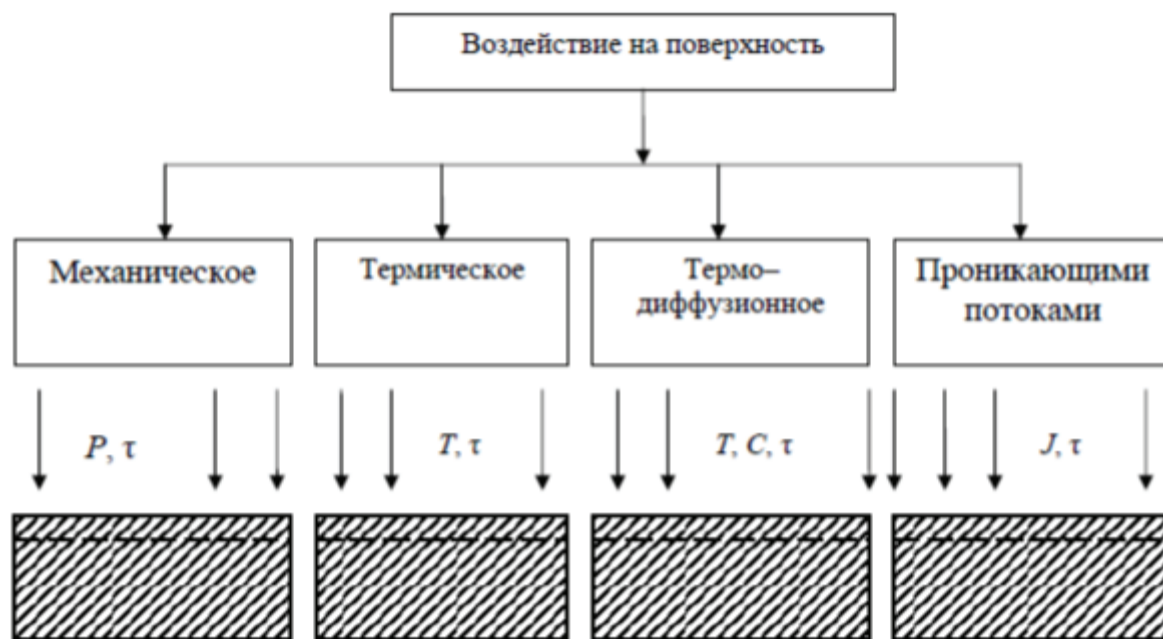 Воздействие на поверхность
Механическое
Термическое
Термо–
диффузионное
Проникающими
потоками
P, τ
T, τ
T, C, τ
J, τ